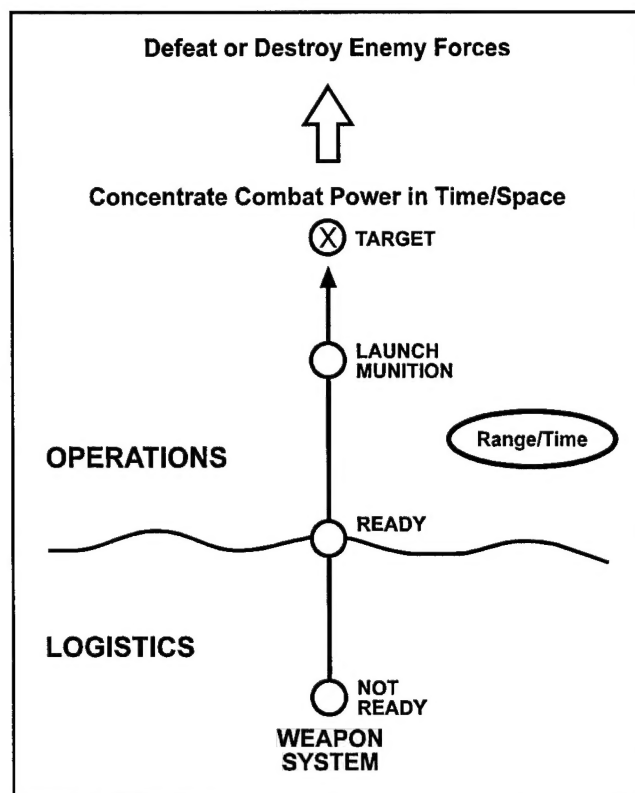 Defeat or Destroy Enemy Forces
Concentrate Combat Power in Time/Space
X TARGET
LAUNCH
MUNITION
Range/Time
OPERATIONS
READY
LOGISTICS
NOT
READY
WEAPON
SYSTEM